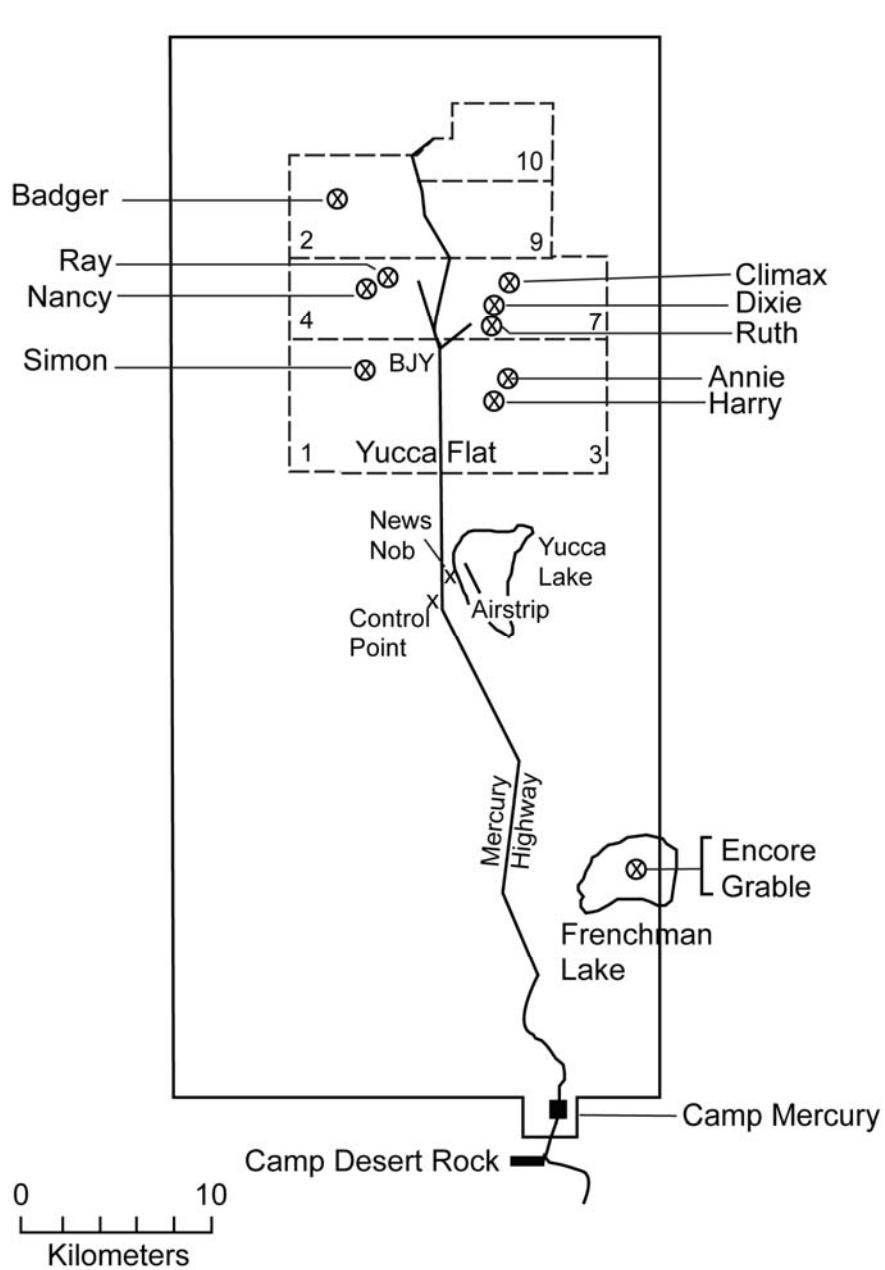 10
Badger
2
9
Ray
Climax
Nancy
Dixie
4
7
Ruth
Simon
BJY
Annie
Harry
1
Yucca Flat
3
News
Nob
Yucca
Lake
Airstrip
Control
Point
Mercury
Highway
Encore
Grable
Frenchman
Lake
Camp Mercury
Camp Desert Rock
0
10
Kilometers